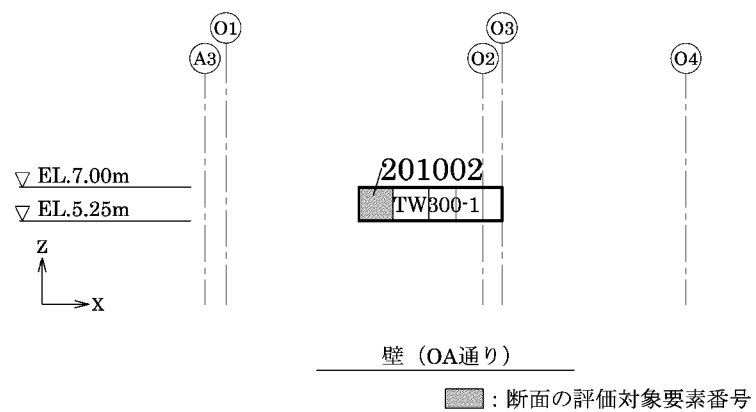 O1
O3
A3
O2
O4
201002
EL.7.00m
TW300-1
EL.5.25m
Z
X
壁（OA通り）
：断面の評価対象要素番号